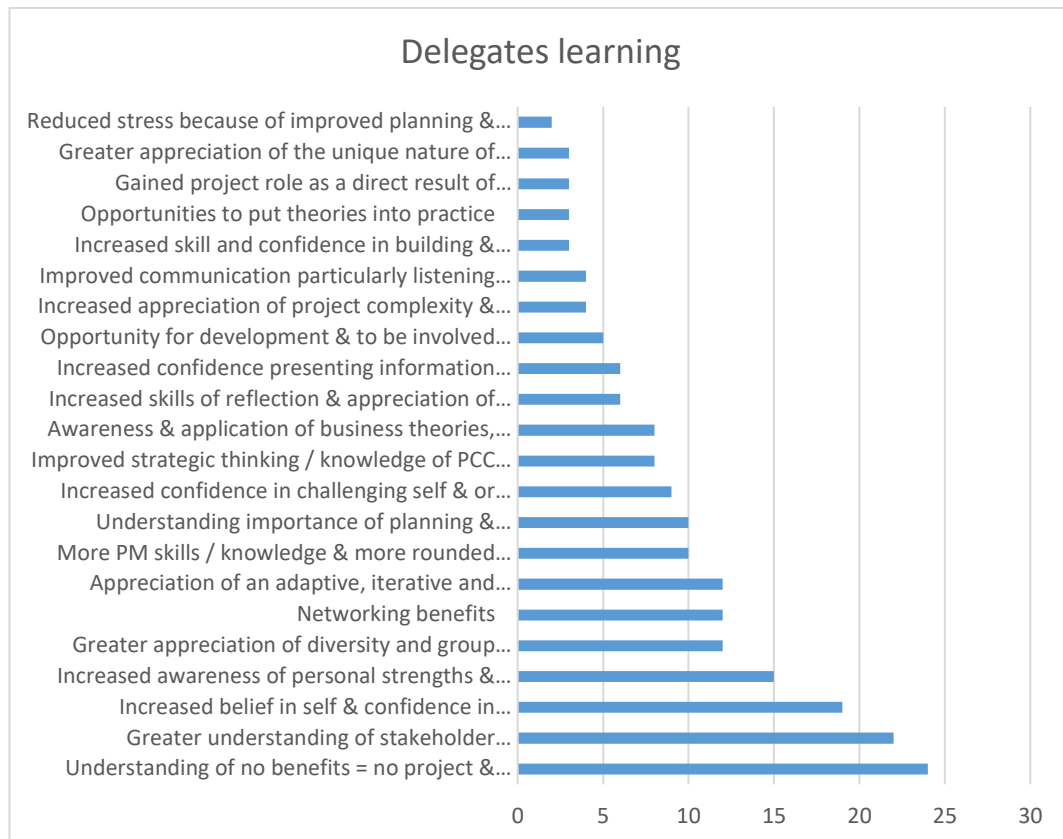 Delegates learning
Reduced stress because of improved planning &...
Greater appreciation of the unique nature of...
Gained project role as a direct result of...
Opportunities to put theories into practice
Increased skill and confidence in building &...
Improved communication particularly listening...
Increased appreciation of project complexity &...
Opportunity for development & to be involved...
Increased confidence presenting information...
Increased skills of reflection & appreciation of...
Awareness & application of business theories,...
Improved strategic thinking / knowledge of PCC...
Increased confidence in challenging self & or...
Understanding importance of planning &...
More PM skills / knowledge & more rounded...
Appreciation of an adaptive, iterative and...
Networking benefits
Greater appreciation of diversity and group...
Increased awareness of personal strengths &...
Increased belief in self & confidence in...
Greater understanding of stakeholder...
Understanding of no benefits = no project &...
0 5 10 15 20 25 30